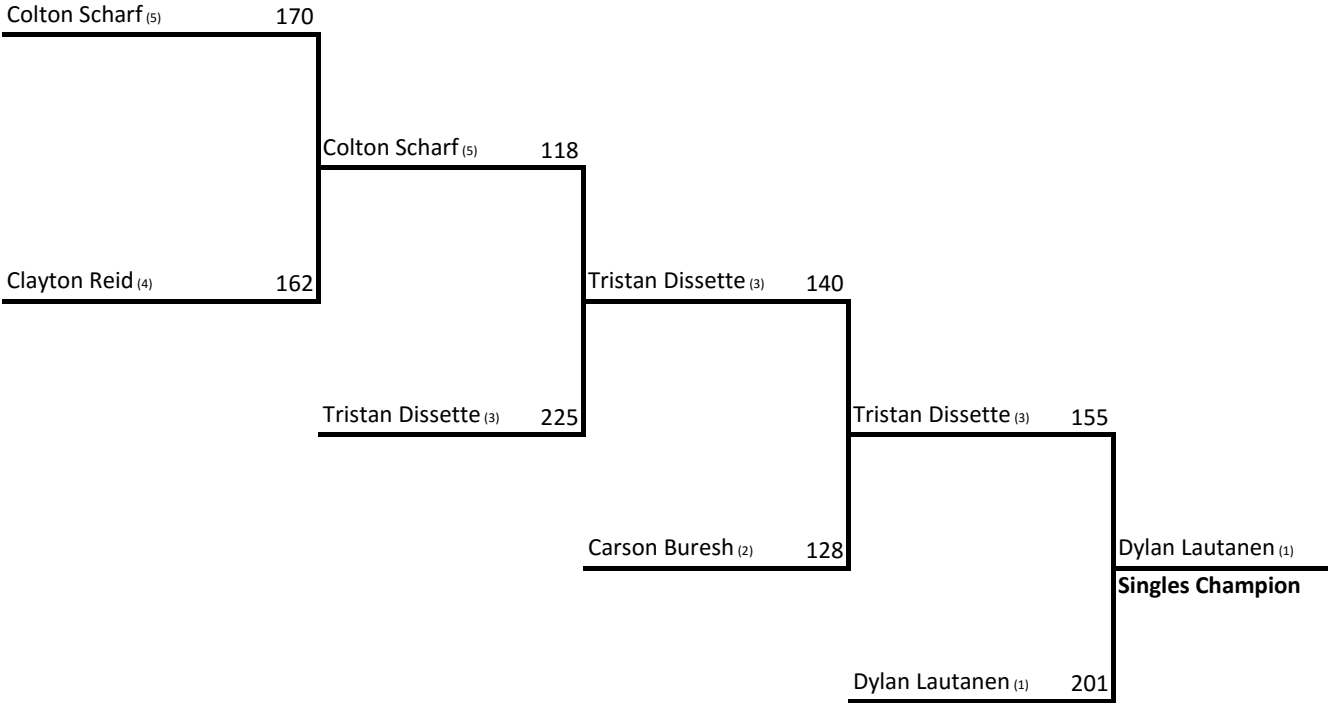 Colton Scharf (5) 170
Colton Scharf (5) 118
Clayton Reid (4) 162
Tristan Dissette (3) 140
Tristan Dissette (3) 225
Tristan Dissette (3) 155
Carson Buresh (2) 128
Dylan Lautanen (1)
Singles Champion
Dylan Lautanen (1) 201